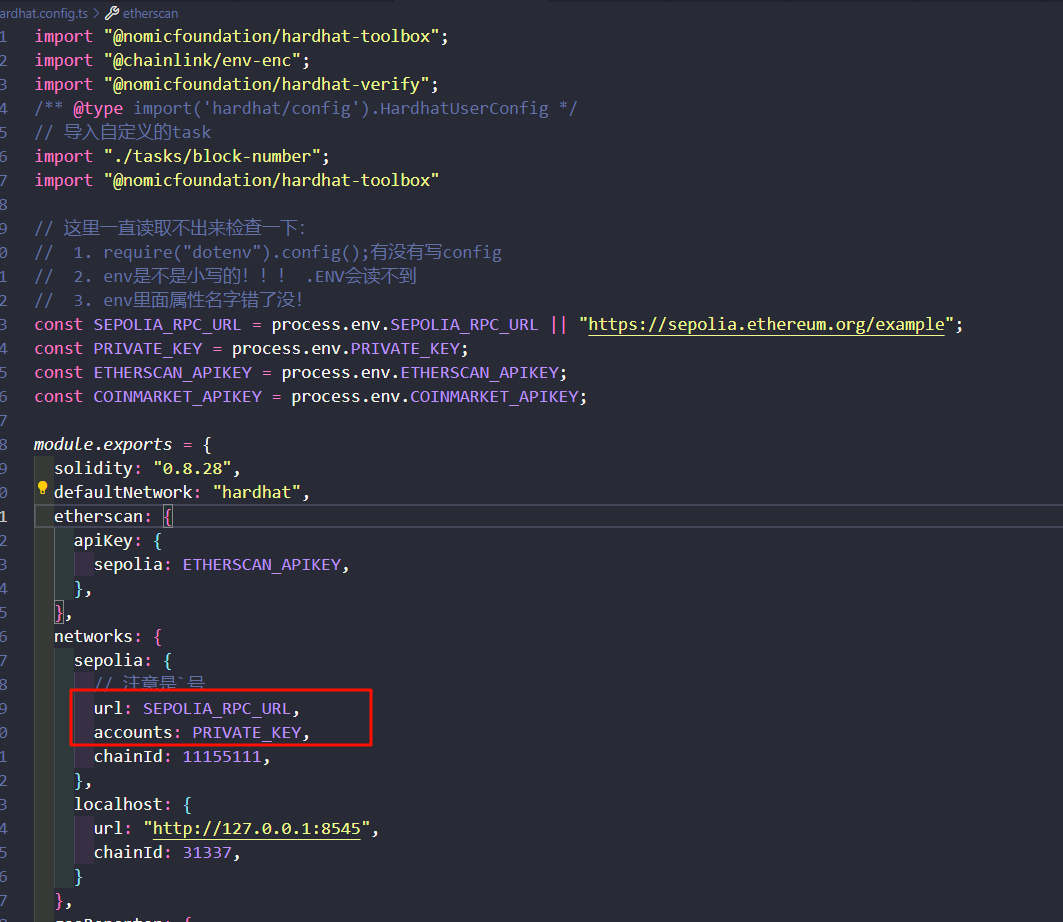 ardhat.config.ts > etherscan
1 import "@nomicfoundation/hardhat-toolbox";
2 import "@chainlink/env-enc";
3 import "@nomicfoundation/hardhat-verify";
4 /** @type import('hardhat/config').HardhatUserConfig */
5 // 导入自定义的task
6 import "./tasks/block-number";
7 import "@nomicfoundation/hardhat-toolbox"
8
9 // 这里一直读取不出来检查一下:
0 //  1. require("dotenv").config();有没有写config
1 //  2. env是不是小写的!!! .ENV会读不到
2 //  3. env里面属性名字错了没!
3 const SEPOLIA_RPC_URL = process.env.SEPOLIA_RPC_URL || "https://sepolia.ethereum.org/example";
4 const PRIVATE_KEY = process.env.PRIVATE_KEY;
5 const ETHERSCAN_APIKEY = process.env.ETHERSCAN_APIKEY;
6 const COINMARKET_APIKEY = process.env.COINMARKET_APIKEY;
7
8 module.exports = {
9   solidity: "0.8.28",
0   defaultNetwork: "hardhat",
1   etherscan: {
2     apiKey: {
3       sepolia: ETHERSCAN_APIKEY,
4     },
5   },
6   networks: {
7     sepolia: {
8       // 注意是`号
9       url: SEPOLIA_RPC_URL,
0       accounts: PRIVATE_KEY,
1       chainId: 11155111,
2     },
3     localhost: {
4       url: "http://127.0.0.1:8545",
5       chainId: 31337,
6     }
7   },